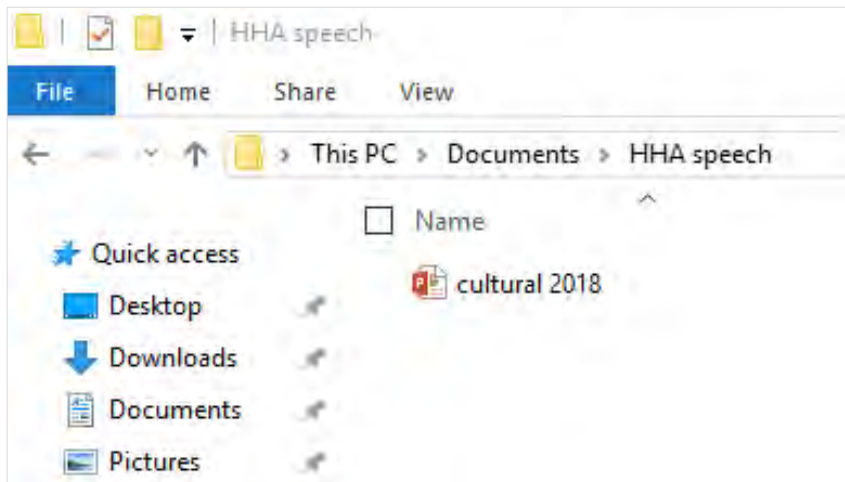 HHA speech
File Home Share View
This PC > Documents > HHA speech
Name
Quick access
cultural 2018
Desktop
Downloads
Documents
Pictures